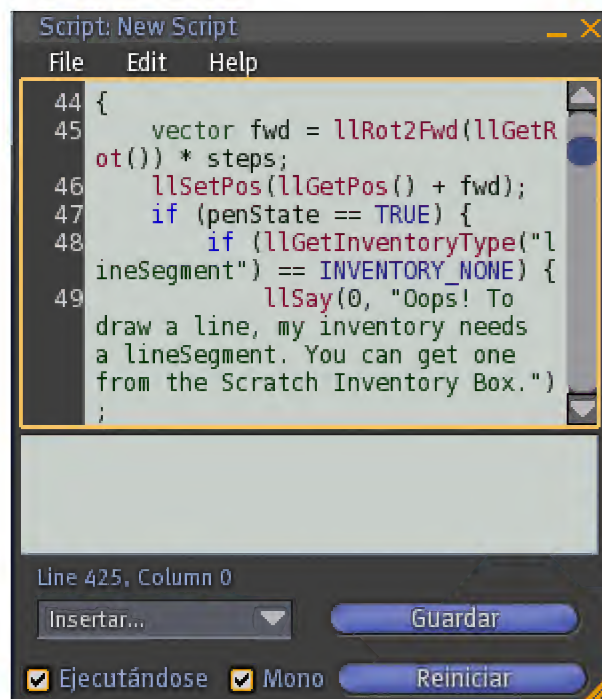 Script: New Script
File Edit Help
44 {
45 vector fwd = llRot2Fwd(llGetR
ot()) * steps;
46 llSetPos(llGetPos() + fwd);
47 if (penState == TRUE) {
48 if (llGetInventoryType("l
ineSegment") == INVENTORY_NONE) {
49 llSay(0, "Oops! To
draw a line, my inventory needs
a lineSegment. You can get one
from the Scratch Inventory Box.")
;
Line 425, Column 0
Insertar... Guardar
Ejecutándose Mono Reiniciar